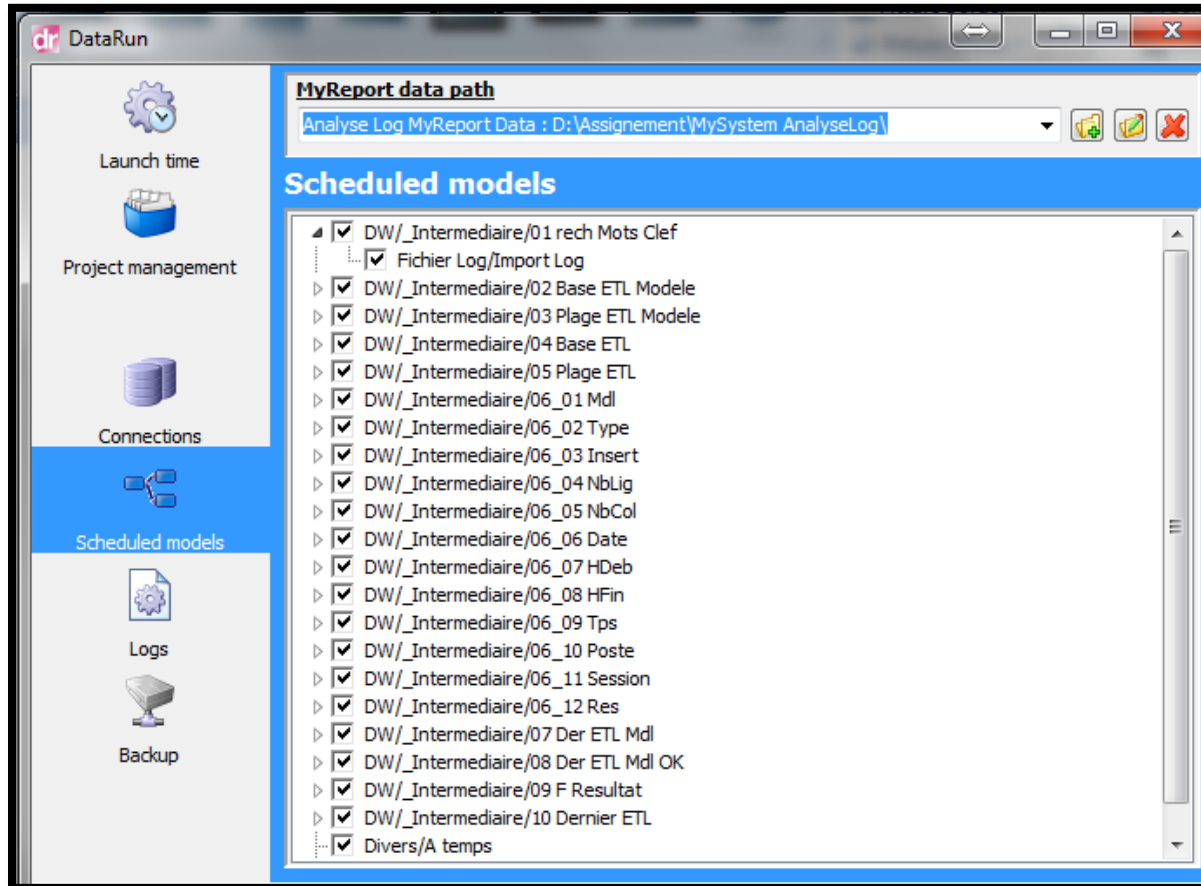 dr DataRun
MyReport data path
Analyse Log MyReport Data : D:\Assignement\MySystem AnalyseLog\
Launch time
Project management
Connections
Scheduled models
Logs
Backup
Scheduled models
DW/_Intermediaire/01 rech Mots Clef
Fichier Log/Import Log
DW/_Intermediaire/02 Base ETL Modele
DW/_Intermediaire/03 Plage ETL Modele
DW/_Intermediaire/04 Base ETL
DW/_Intermediaire/05 Plage ETL
DW/_Intermediaire/06_01 Mdl
DW/_Intermediaire/06_02 Type
DW/_Intermediaire/06_03 Insert
DW/_Intermediaire/06_04 NbLig
DW/_Intermediaire/06_05 NbCol
DW/_Intermediaire/06_06 Date
DW/_Intermediaire/06_07 HDeb
DW/_Intermediaire/06_08 HFin
DW/_Intermediaire/06_09 Tps
DW/_Intermediaire/06_10 Poste
DW/_Intermediaire/06_11 Session
DW/_Intermediaire/06_12 Res
DW/_Intermediaire/07 Der ETL Mdl
DW/_Intermediaire/08 Der ETL Mdl OK
DW/_Intermediaire/09 F Resultat
DW/_Intermediaire/10 Dernier ETL
Divers/A temps